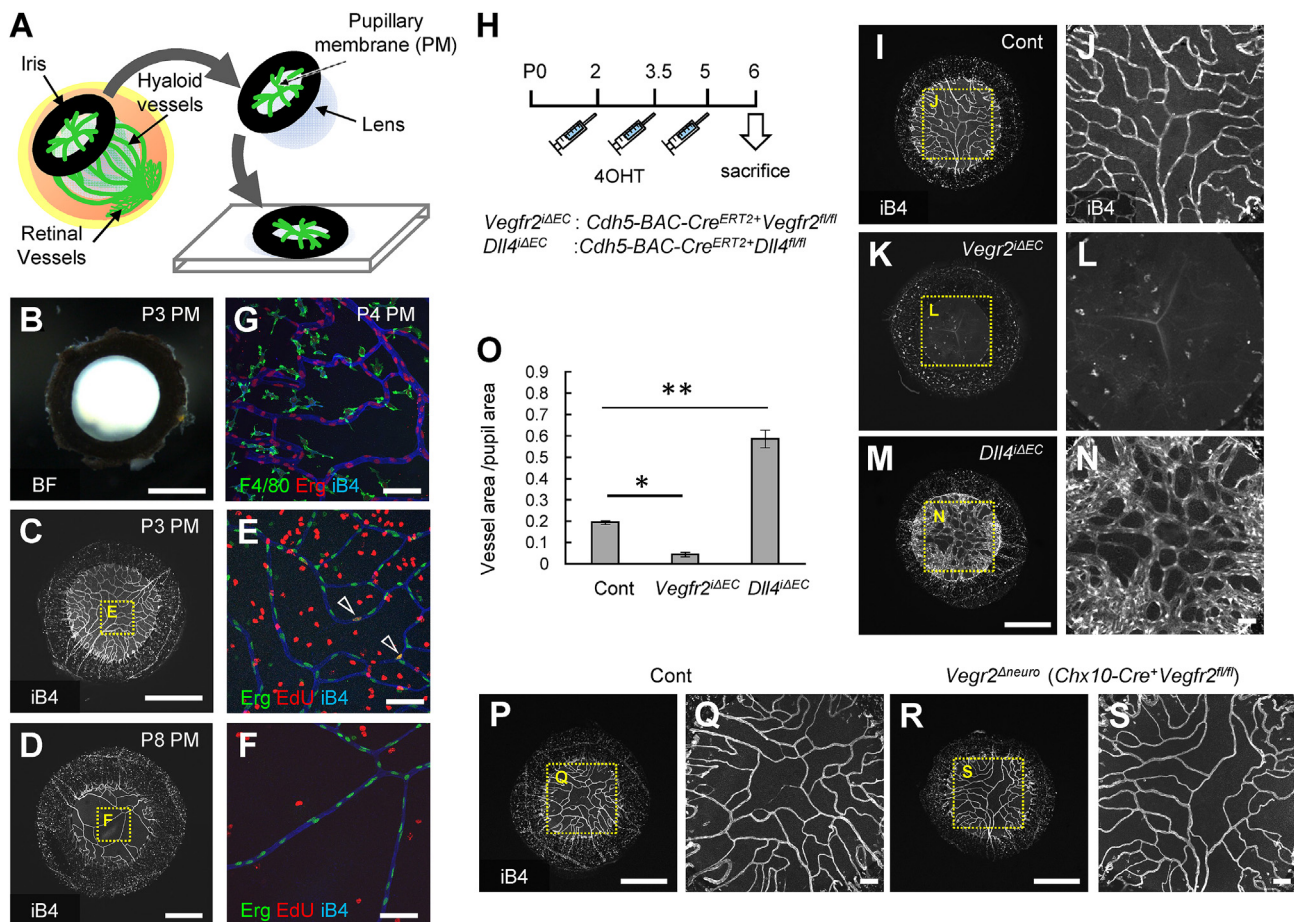 A
Pupillary
membrane (PM)
Iris
Hyaloid
vessels
Lens
Retinal
Vessels
B
P3 PM
BF
G
P4 PM
F4/80 Erg iB4
C
P3 PM
E
iB4
E
Erg EdU iB4
D
P8 PM
F
iB4
F
Erg EdU iB4
H
P0 2 3.5 5 6
4OHT
sacrifice
Vegfr2iΔEC : Cdh5-BAC-CreERT2+Vegfr2fl/fl
Dll4iΔEC :Cdh5-BAC-CreERT2+Dll4fl/fl
O
Vessel area /pupil area
0.9
0.8
0.7
0.6
0.5
0.4
0.3
0.2
0.1
0
**
*
Cont Vegfr2iΔEC Dll4iΔEC
I
Cont
J
iB4
J
iB4
K
Vegr2iΔEC
L
L
M
Dll4iΔEC
N
N
Cont
Vegr2Δneuro (Chx10-Cre+Vegfr2fl/fl)
P
Q
iB4
Q
R
S
S